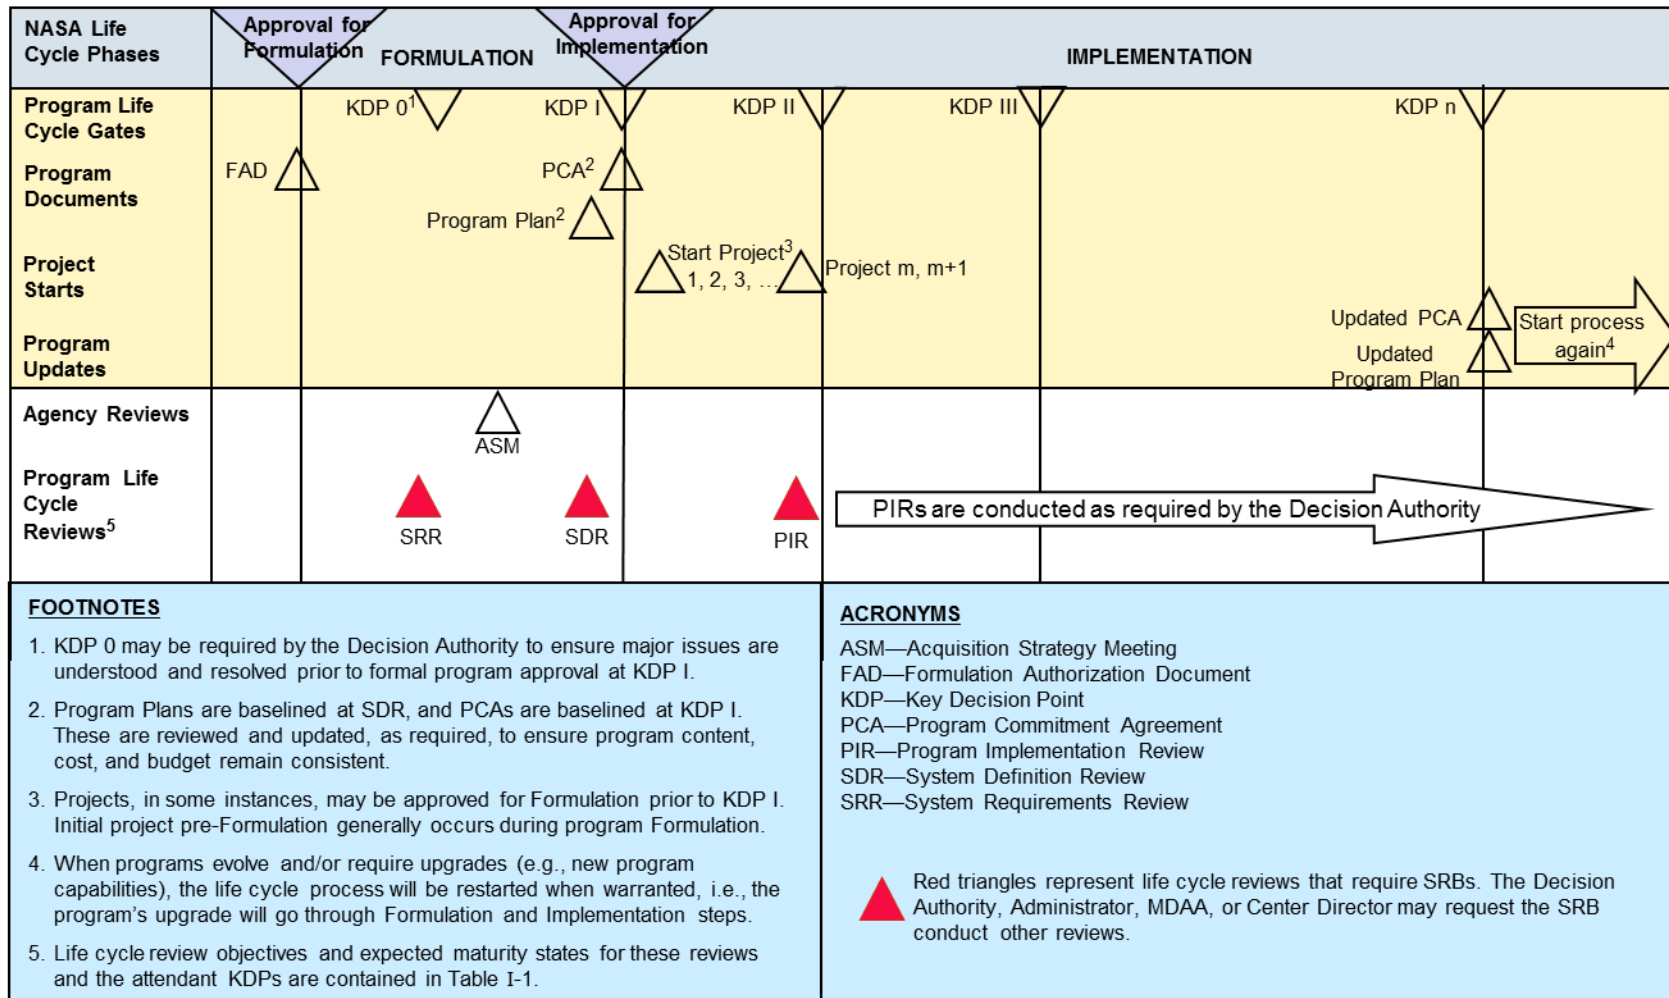 NASA Life
Cycle Phases
Approval for
Formulation
FORMULATION
Approval for
Implementation
IMPLEMENTATION
Program Life
Cycle Gates
KDP 0¹
KDP I
KDP II
KDP III
KDP n
Program
Documents
FAD
PCA²
Program Plan²
Project
Starts
Start Project³
1, 2, 3, …
Project m, m+1
Program
Updates
Updated PCA
Updated
Program Plan
Start process
again⁴
Agency Reviews
ASM
Program Life
Cycle
Reviews⁵
SRR
SDR
PIR
PIRs are conducted as required by the Decision Authority
FOOTNOTES
1. KDP 0 may be required by the Decision Authority to ensure major issues are
understood and resolved prior to formal program approval at KDP I.
2. Program Plans are baselined at SDR, and PCAs are baselined at KDP I.
These are reviewed and updated, as required, to ensure program content,
cost, and budget remain consistent.
3. Projects, in some instances, may be approved for Formulation prior to KDP I.
Initial project pre-Formulation generally occurs during program Formulation.
4. When programs evolve and/or require upgrades (e.g., new program
capabilities), the life cycle process will be restarted when warranted, i.e., the
program's upgrade will go through Formulation and Implementation steps.
5. Life cycle review objectives and expected maturity states for these reviews
and the attendant KDPs are contained in Table I-1.
ACRONYMS
ASM—Acquisition Strategy Meeting
FAD—Formulation Authorization Document
KDP—Key Decision Point
PCA—Program Commitment Agreement
PIR—Program Implementation Review
SDR—System Definition Review
SRR—System Requirements Review
Red triangles represent life cycle reviews that require SRBs. The Decision
Authority, Administrator, MDAA, or Center Director may request the SRB
conduct other reviews.